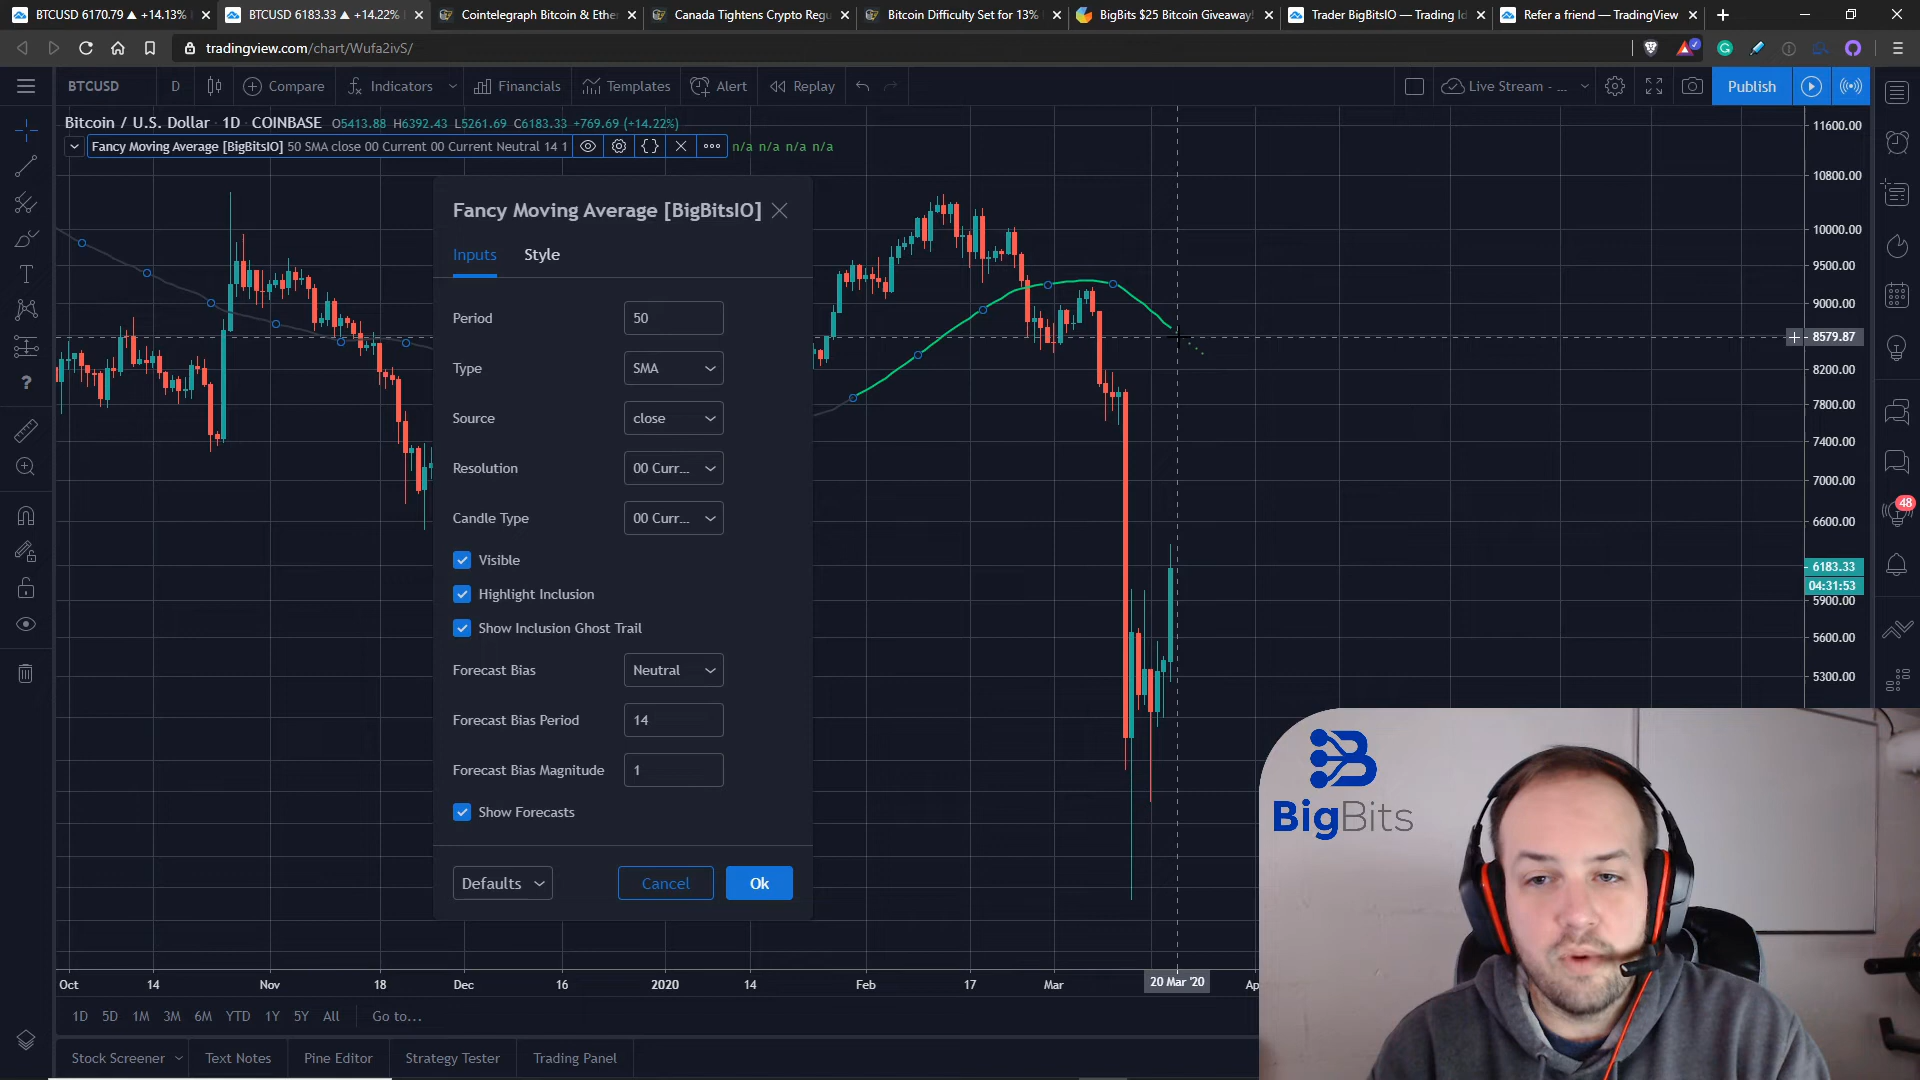 BTCUSD 6170.79 ▲ +14.13%
BTCUSD 6183.33 ▲ +14.22%
Cointelegraph Bitcoin & Ether
Canada Tightens Crypto Regu
Bitcoin Difficulty Set for 13%
BigBits $25 Bitcoin Giveaway!
Trader BigBitsIO — Trading Id
Refer a friend — TradingView
tradingview.com/chart/Wufa2ivS/
BTCUSD D Compare Indicators Financials Templates Alert Replay Live Stream - ... Publish
Bitcoin / U.S. Dollar 1D COINBASE O5413.88 H6392.43 L5261.69 C6183.33 +769.69 (+14.22%)
Fancy Moving Average [BigBitsIO] 50 SMA close 00 Current 00 Current Neutral 14 1 n/a n/a n/a n/a
Fancy Moving Average [BigBitsIO]
Inputs Style
Period 50
Type SMA
Source close
Resolution 00 Curr...
Candle Type 00 Curr...
Visible
Highlight Inclusion
Show Inclusion Ghost Trail
Forecast Bias Neutral
Forecast Bias Period 14
Forecast Bias Magnitude 1
Show Forecasts
Defaults Cancel Ok
11600.00
10800.00
10000.00
9500.00
9000.00
8579.87
8200.00
7800.00
7400.00
7000.00
6600.00
6183.33
04:31:53
5900.00
5600.00
5300.00
48
BigBits
Oct 14 Nov 18 Dec 16 2020 14 Feb 17 Mar 20 Mar '20 Ap
1D 5D 1M 3M 6M YTD 1Y 5Y All Go to...
Stock Screener Text Notes Pine Editor Strategy Tester Trading Panel